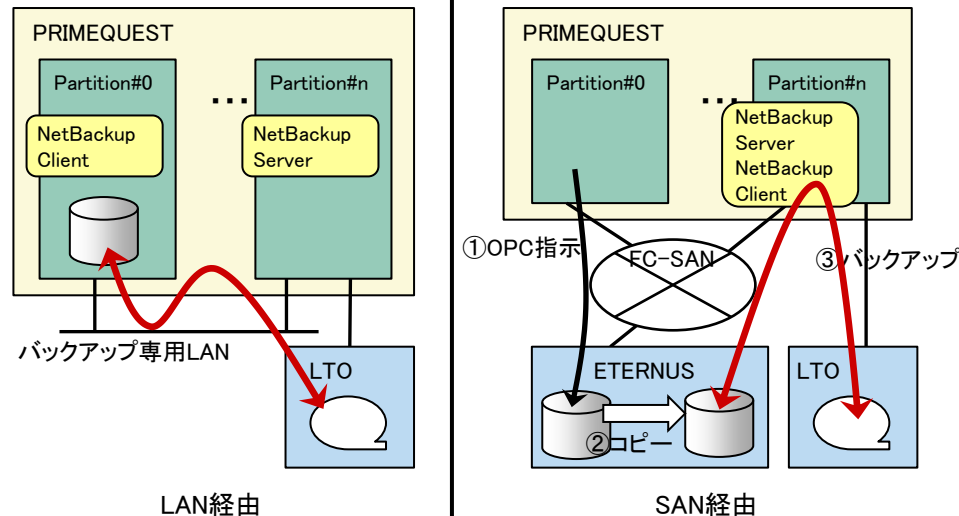 PRIMEQUEST
Partition#0
...
Partition#n
NetBackup
Client
NetBackup
Server
バックアップ専用LAN
LTO
LAN経由
PRIMEQUEST
Partition#0
...
Partition#n
NetBackup
Server
NetBackup
Client
①OPC指示
FC-SAN
③バックアップ
ETERNUS
②コピー
LTO
SAN経由